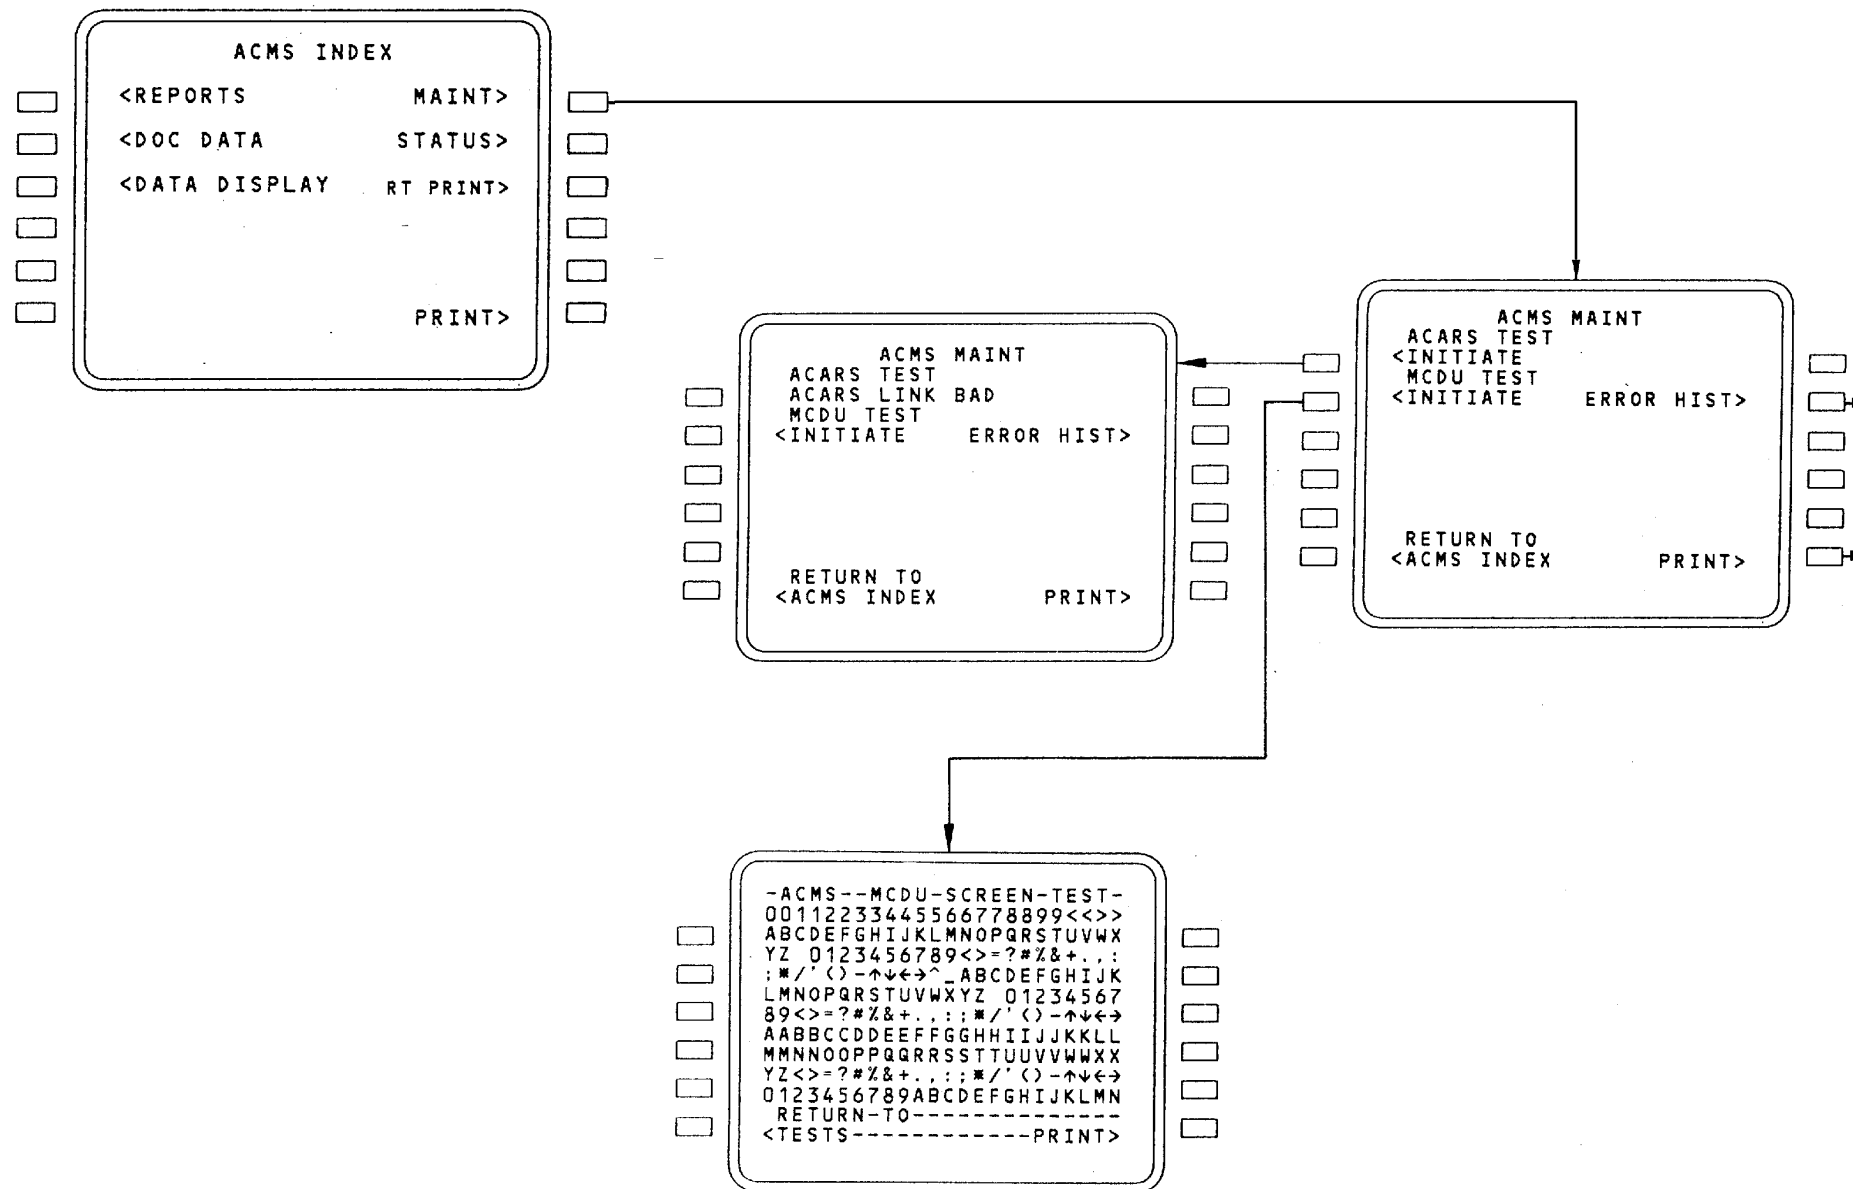 ACMS INDEX
<REPORTS MAINT>
<DOC DATA STATUS>
<DATA DISPLAY RT PRINT>
PRINT>
ACMS MAINT
ACARS TEST
<INITIATE
MCDU TEST
<INITIATE ERROR HIST>
RETURN TO
<ACMS INDEX PRINT>
ACMS MAINT
ACARS TEST
ACARS LINK BAD
MCDU TEST
<INITIATE ERROR HIST>
RETURN TO
<ACMS INDEX PRINT>
-ACMS--MCDU-SCREEN-TEST-
00112233445566778899<<>>
ABCDEFGHIJKLMNOPQRSTUVWX
YZ 0123456789<>=?#%&+.,:
;*/'()-↑↓←→^_ABCDEFGHIJK
LMNOPQRSTUVWXYZ 01234567
89<>=?#%&+.,:;*/'()-↑↓←→
AABBCCDDEEFFGGHHIIJJKKLL
MMNNOOPPQQRRSSTTUUVVWWXX
YZ<>=?#%&+.,:;*/'()-↑↓←→
0123456789ABCDEFGHIJKLMN
RETURN-TO--------------
<TESTS------------PRINT>